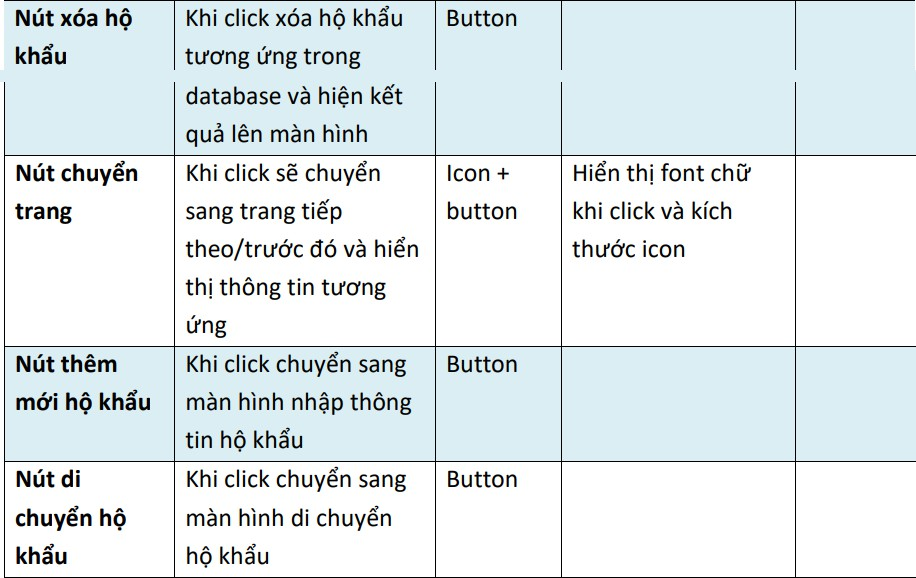 Nút xóa hộ
khẩu
Khi click xóa hộ khẩu
tương ứng trong
database và hiện kết
quả lên màn hình
Button
Nút chuyển
trang
Khi click sẽ chuyển
sang trang tiếp
theo/trước đó và hiển
thị thông tin tương
ứng
Icon +
button
Hiển thị font chữ
khi click và kích
thước icon
Nút thêm
mới hộ khẩu
Khi click chuyển sang
màn hình nhập thông
tin hộ khẩu
Button
Nút di
chuyển hộ
khẩu
Khi click chuyển sang
màn hình di chuyển
hộ khẩu
Button